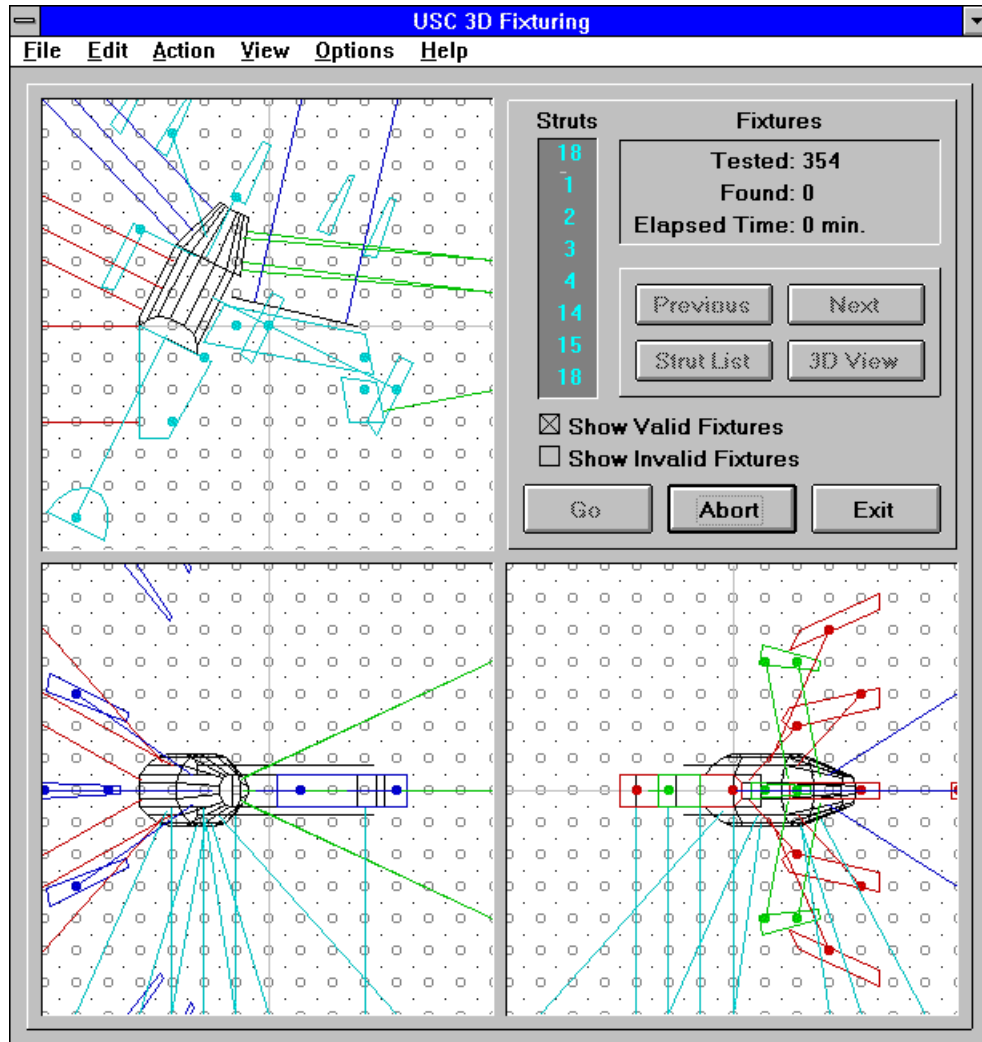 USC 3D Fixturing
File Edit Action View Options Help
Struts
18
1
2
3
4
14
15
18
Fixtures
Tested: 354
Found: 0
Elapsed Time: 0 min.
Previous Next
Strut List 3D View
Show Valid Fixtures
Show Invalid Fixtures
Go Abort Exit